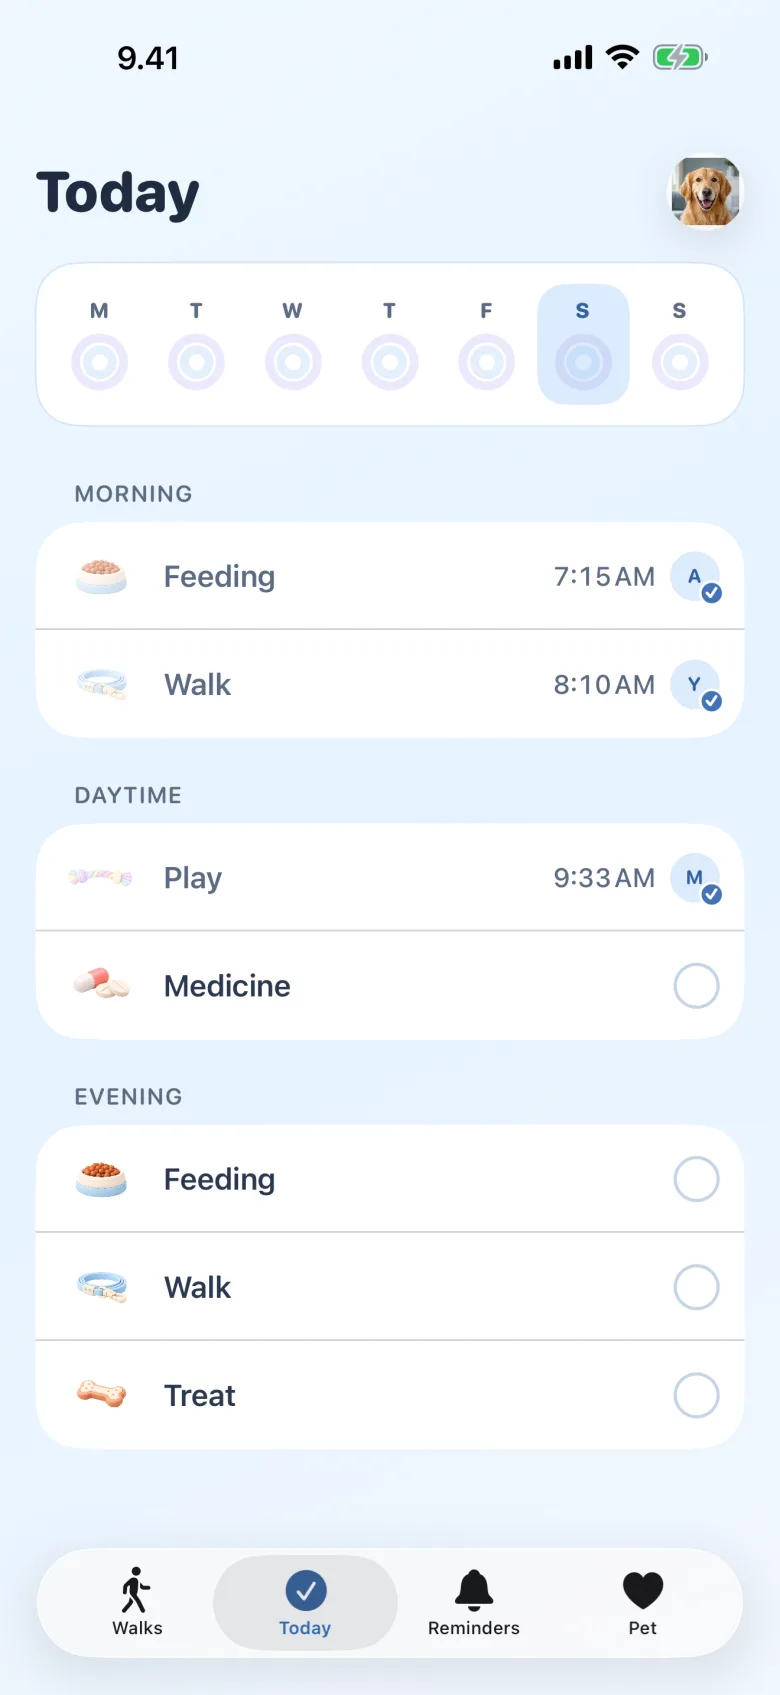 9.41
Today
M T W T F S S
MORNING
Feeding 7:15 AM A
Walk 8:10 AM Y
DAYTIME
Play 9:33 AM M
Medicine
EVENING
Feeding
Walk
Treat
Walks Today Reminders Pet